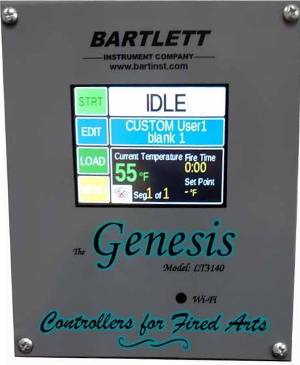 BARTLETT
INSTRUMENT COMPANY
www.bartinst.com
STRT
IDLE
EDIT
CUSTOM User1
blank 1
LOAD
Current Temperature
Fire Time
55°F
0:00
Set Point
-°F
Seg 1 of 1
The Genesis
Model: LT3140
Wi-Fi
Controllers for Fired Arts